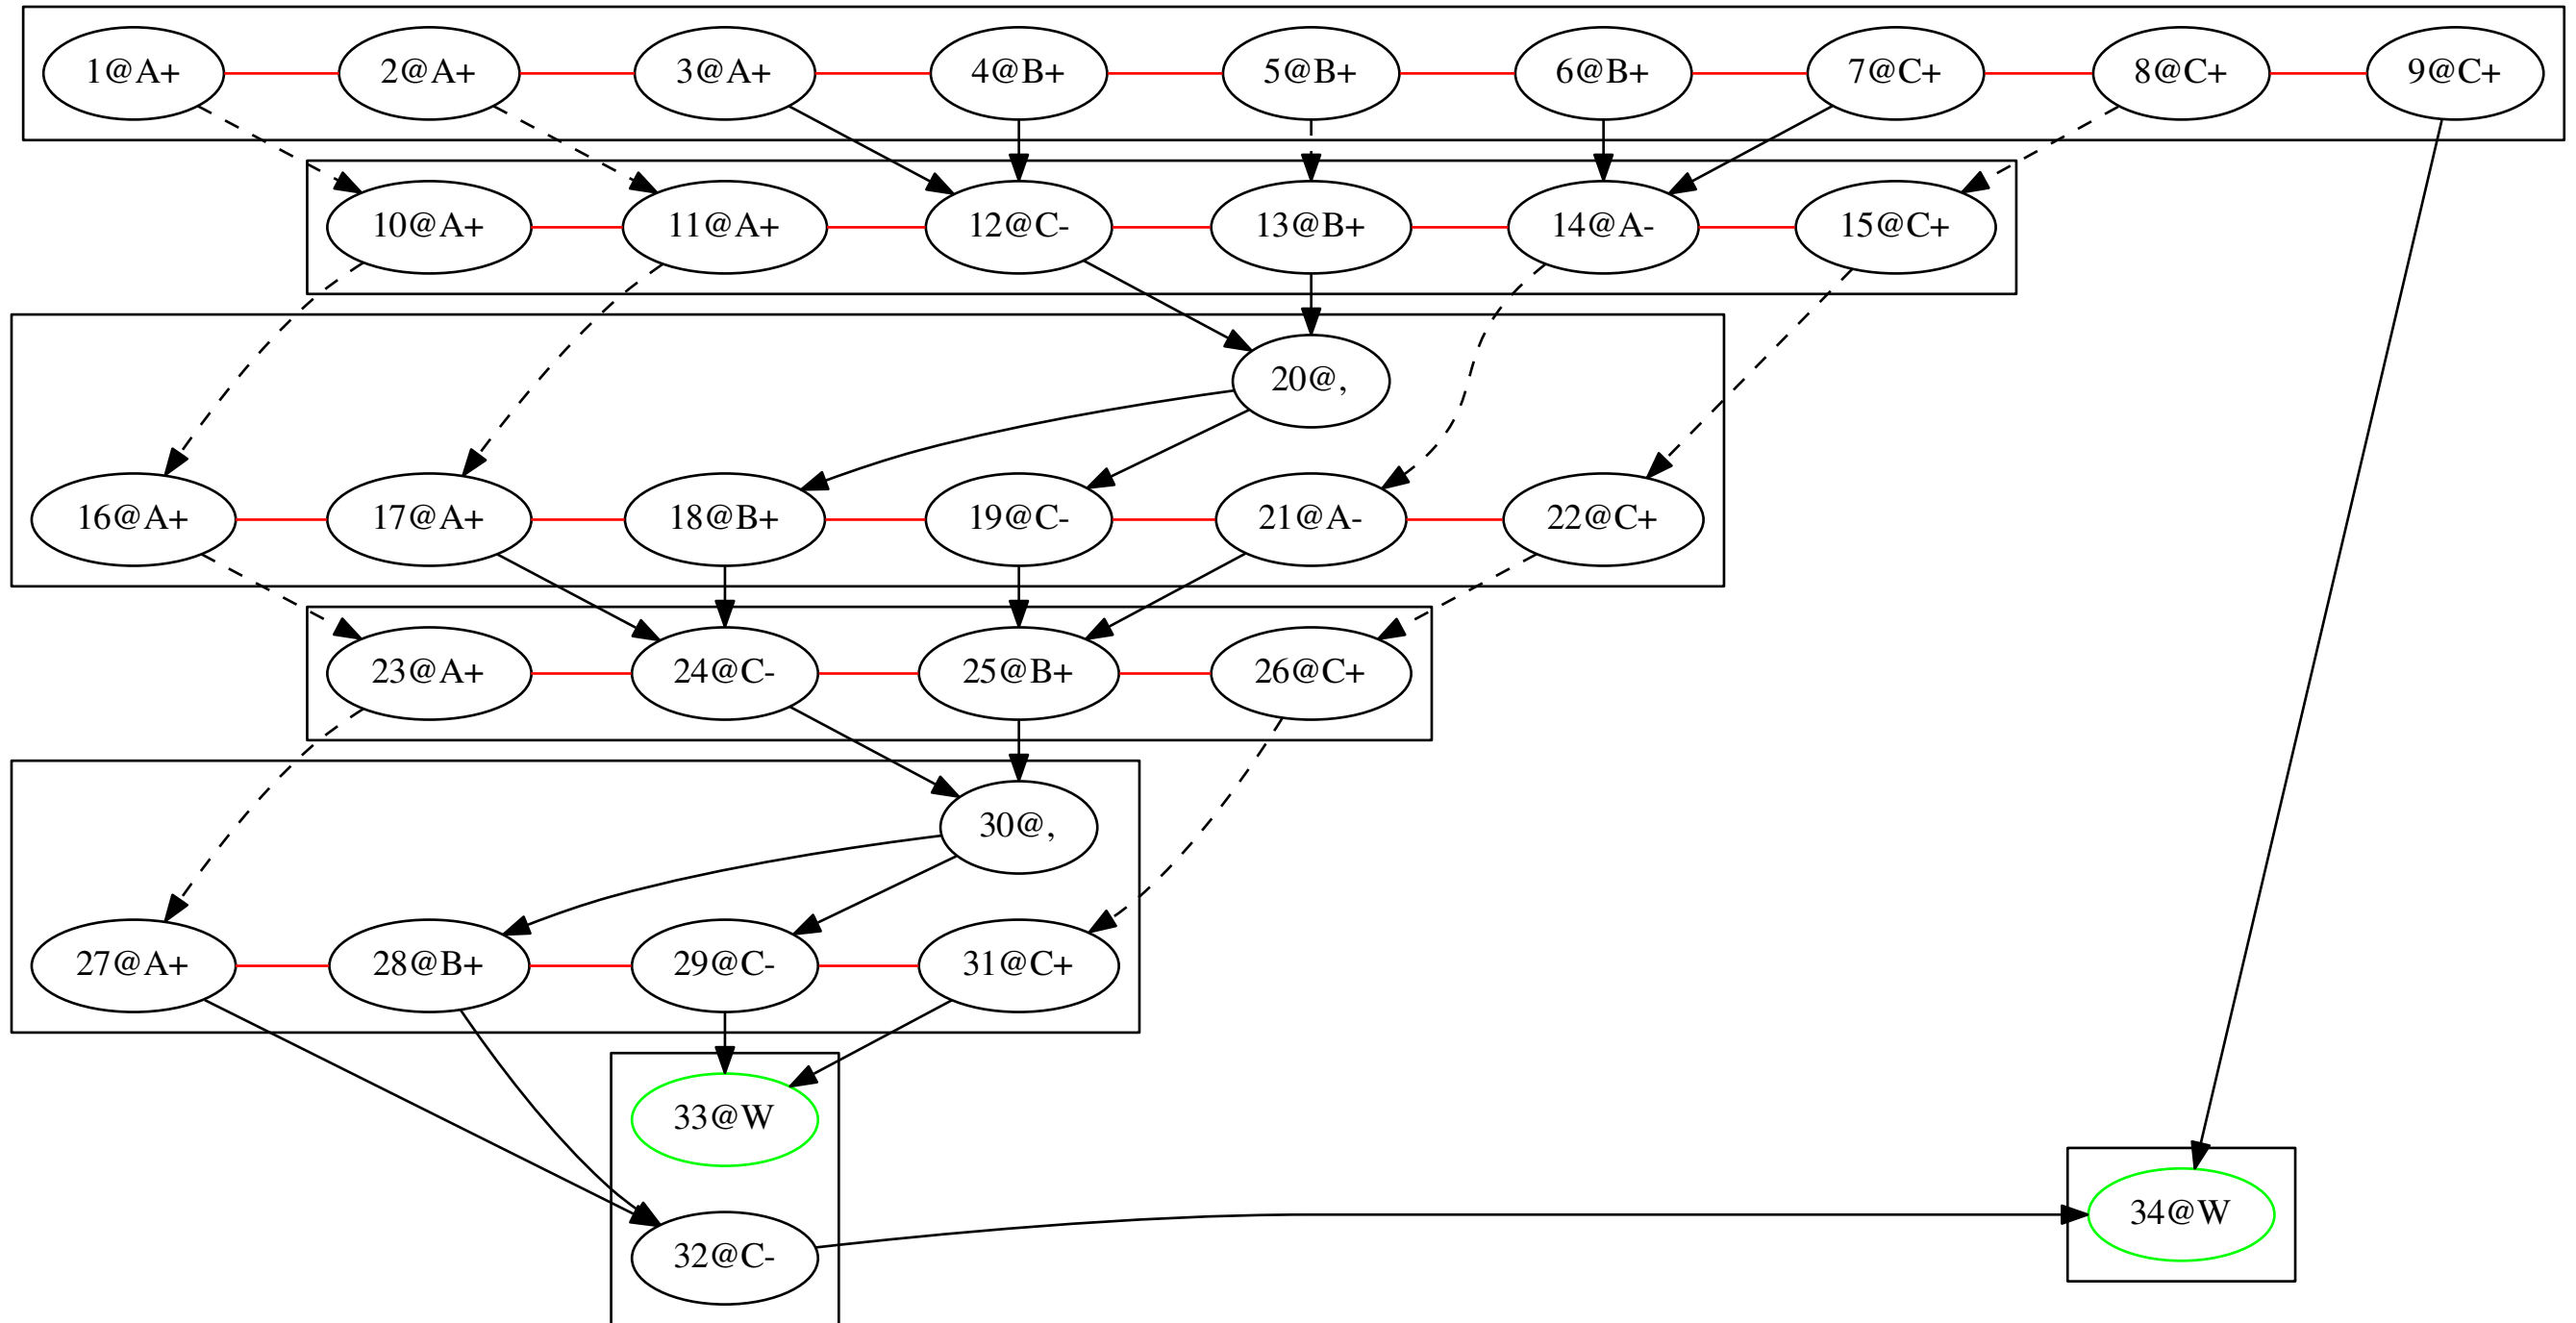 1@A+ 2@A+ 3@A+ 4@B+ 5@B+ 6@B+ 7@C+ 8@C+ 9@C+
10@A+ 11@A+ 12@C- 13@B+ 14@A- 15@C+
20@,
16@A+ 17@A+ 18@B+ 19@C- 21@A- 22@C+
23@A+ 24@C- 25@B+ 26@C+
30@,
27@A+ 28@B+ 29@C- 31@C+
33@W
34@W
32@C-